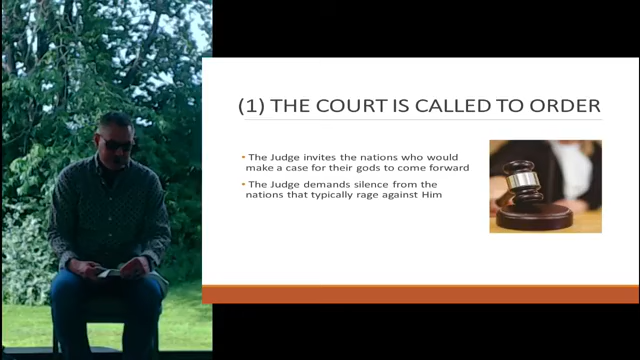 (1) THE COURT IS CALLED TO ORDER
• The Judge invites the nations who would
make a case for their gods to come forward
• The Judge demands silence from the
nations that typically rage against Him